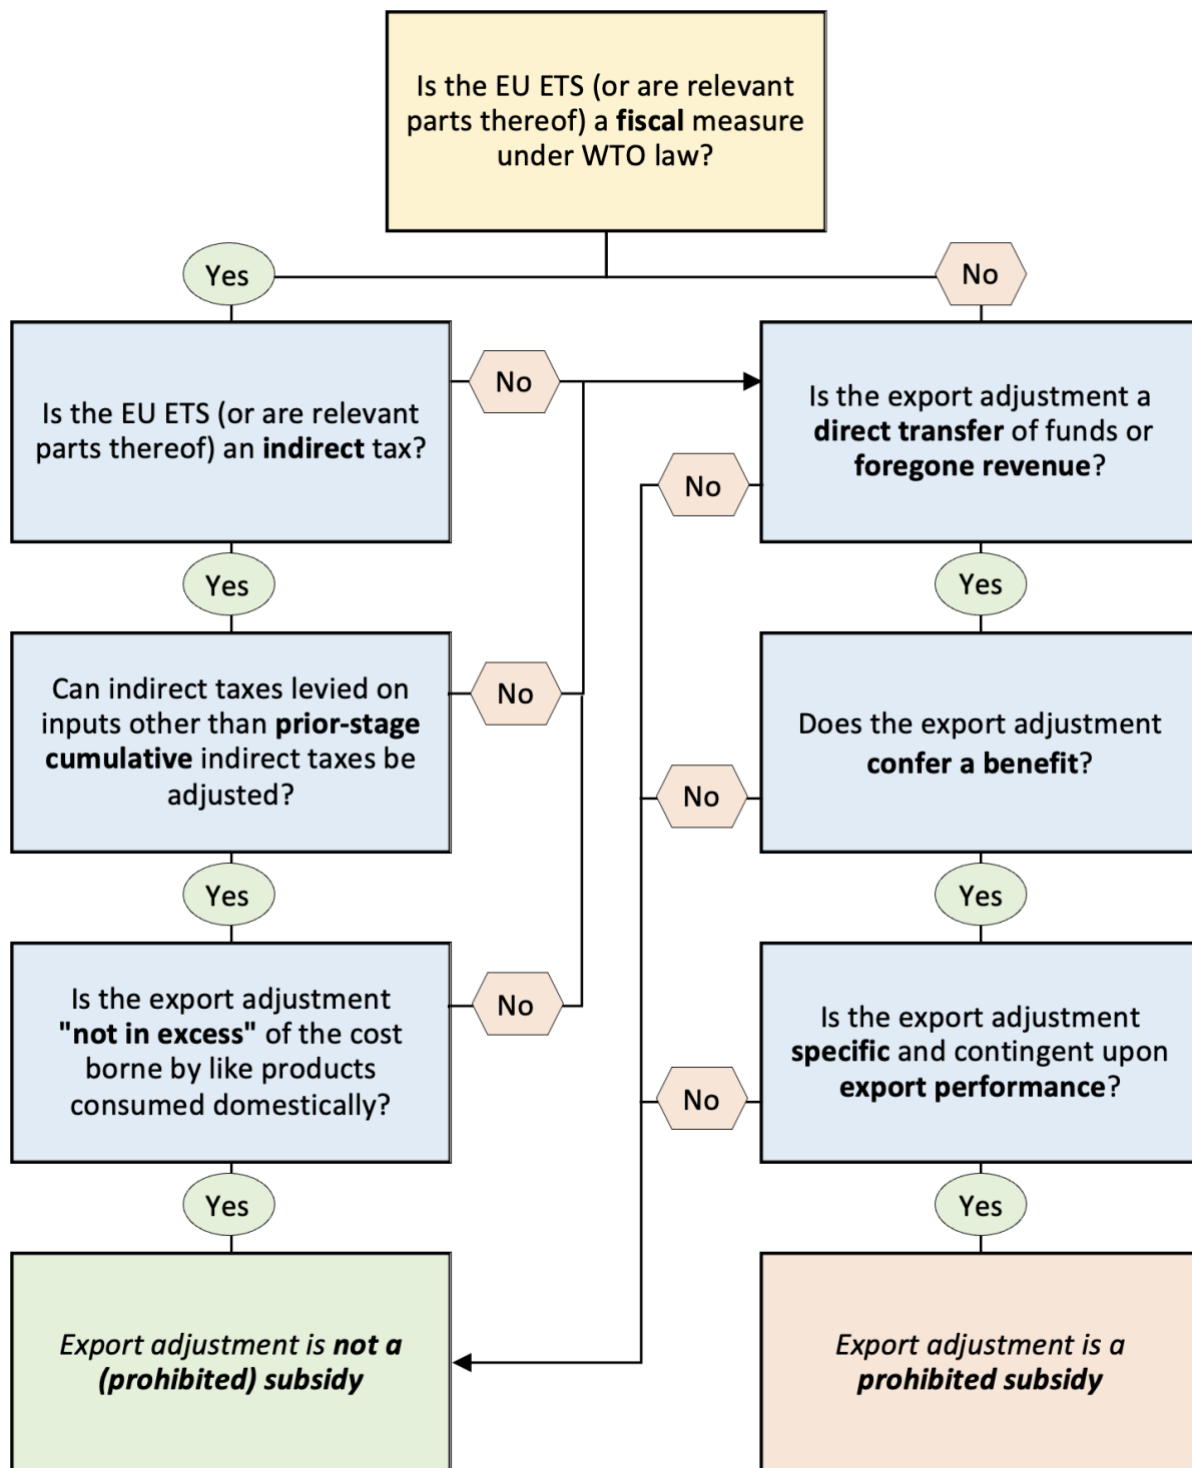 Is the EU ETS (or are relevant
parts thereof) a fiscal measure
under WTO law?
Yes
No
Is the EU ETS (or are relevant
parts thereof) an indirect tax?
No
Is the export adjustment a
direct transfer of funds or
foregone revenue?
No
Yes
Yes
Can indirect taxes levied on
inputs other than prior-stage
cumulative indirect taxes be
adjusted?
No
Does the export adjustment
confer a benefit?
No
Yes
Yes
Is the export adjustment
"not in excess" of the cost
borne by like products
consumed domestically?
No
Is the export adjustment
specific and contingent upon
export performance?
No
Yes
Yes
Export adjustment is not a
(prohibited) subsidy
Export adjustment is a
prohibited subsidy